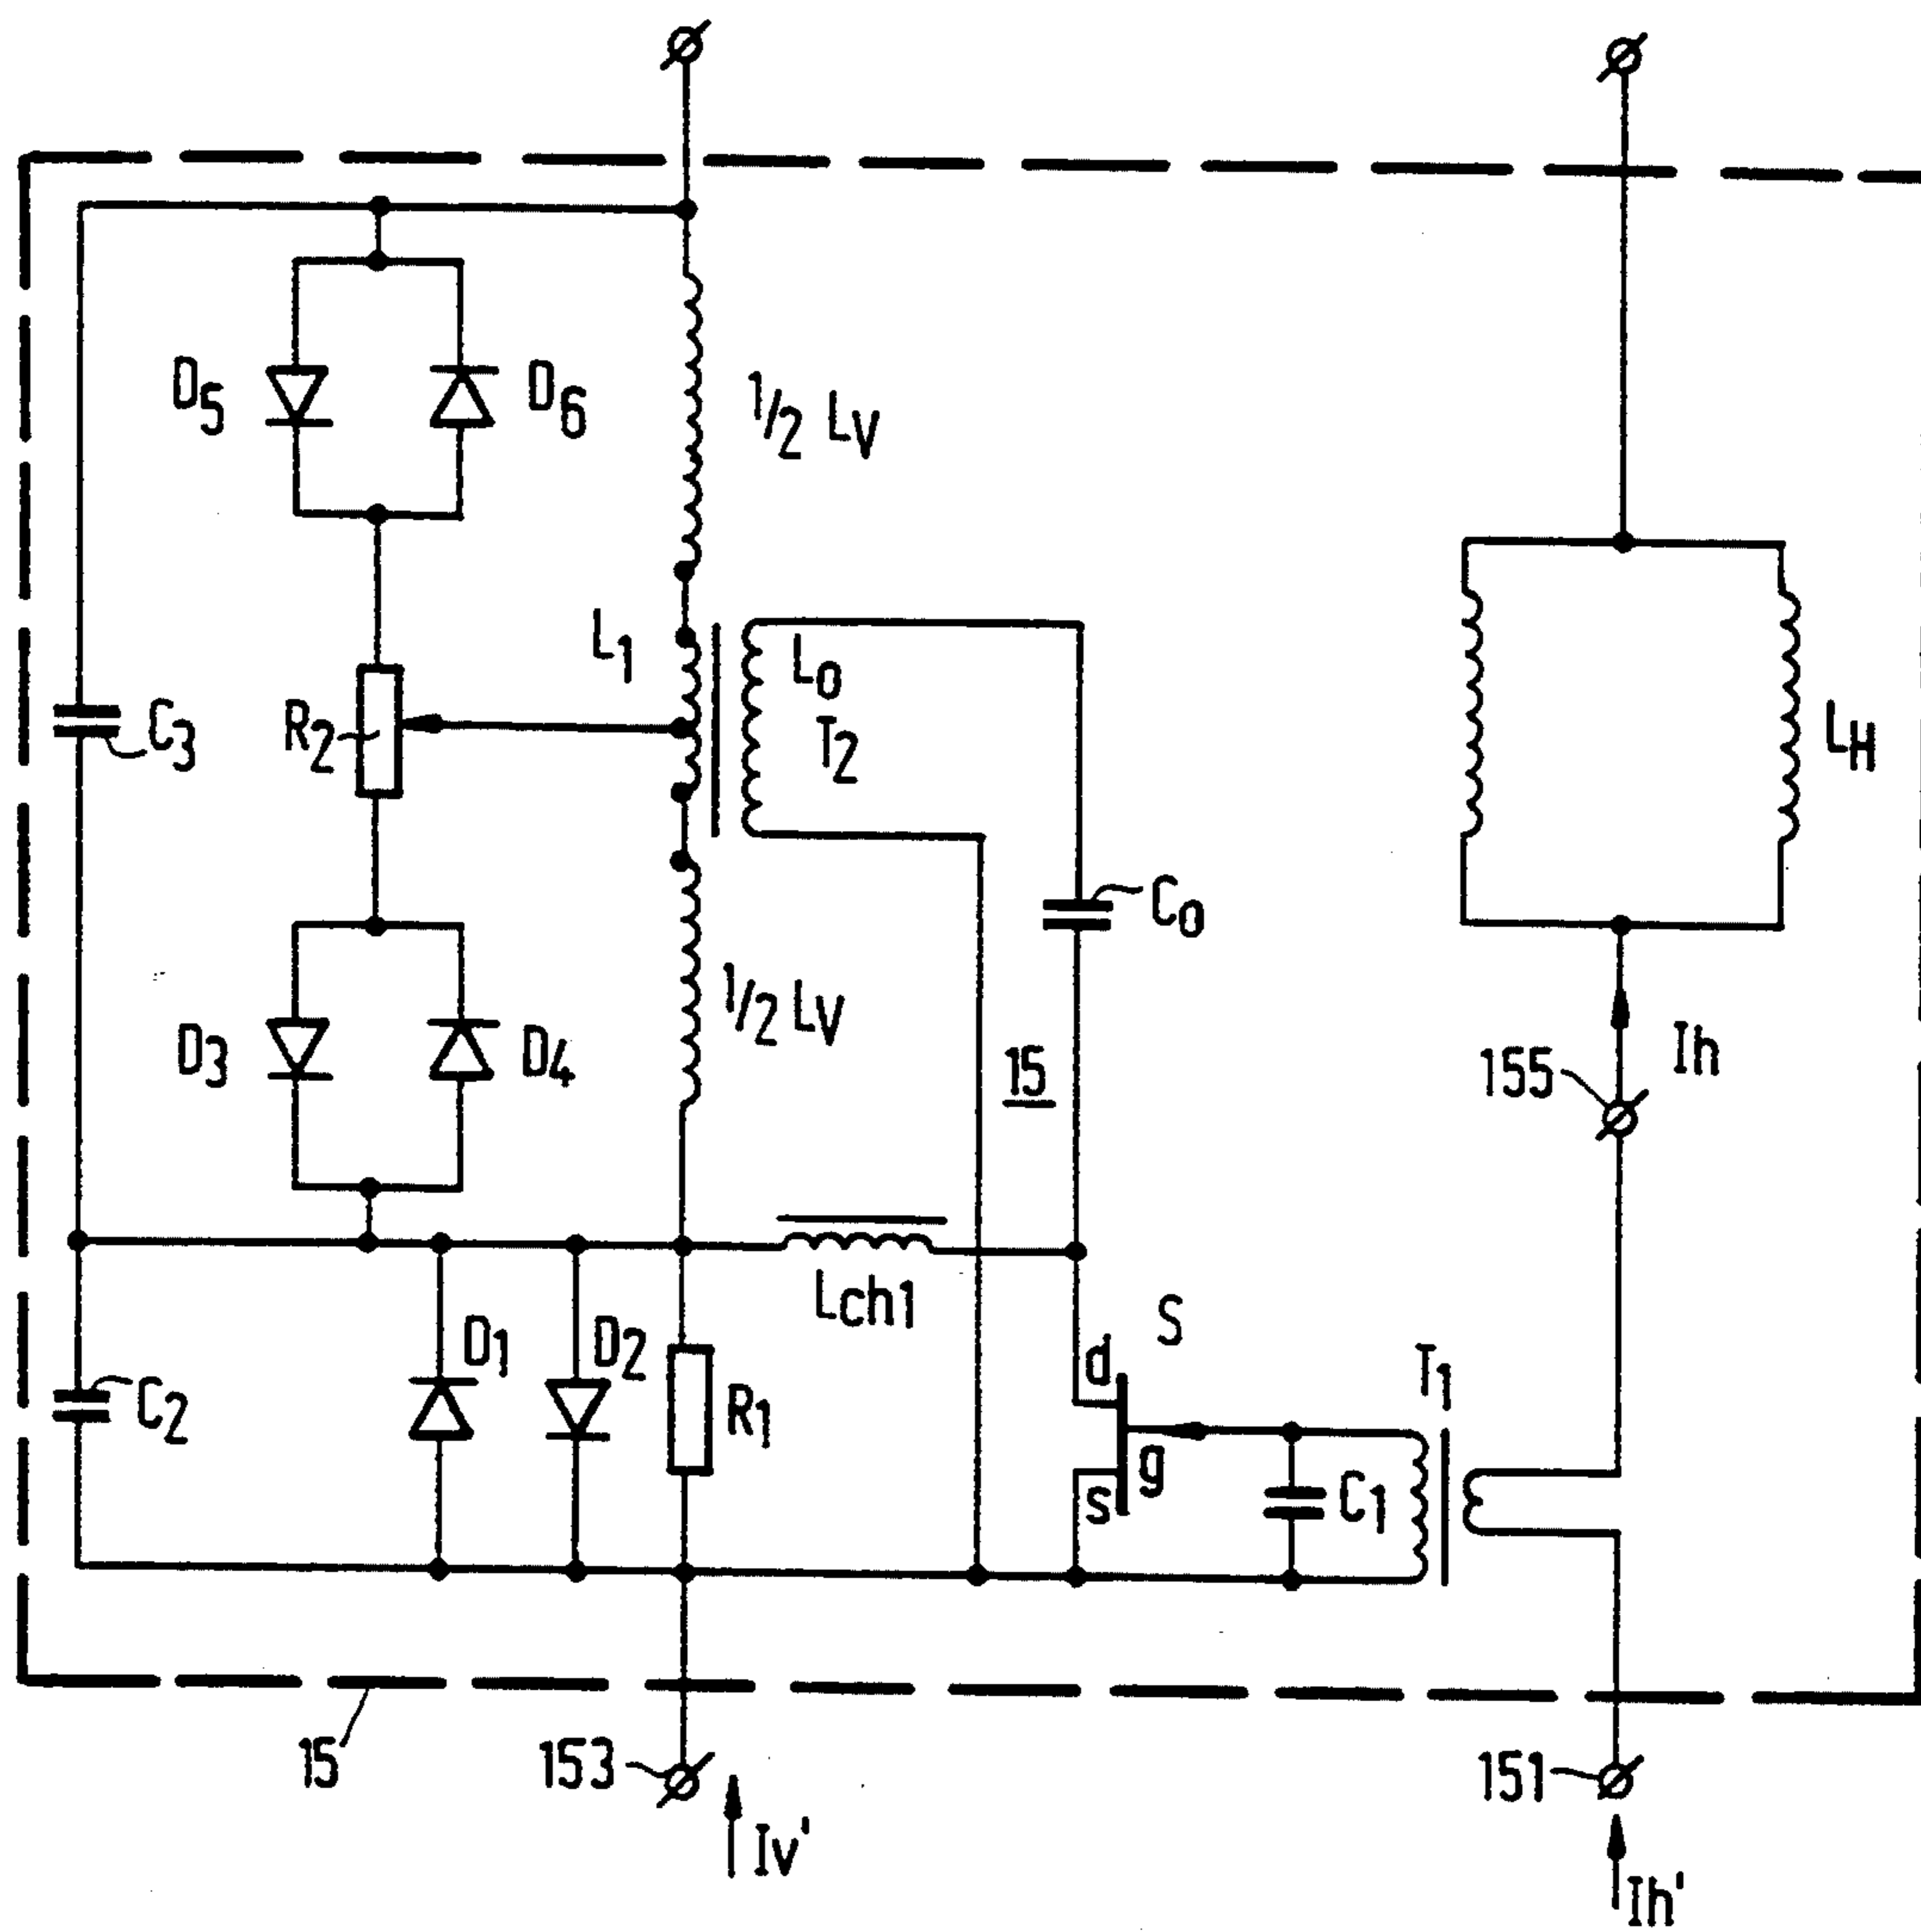 D5
D6
1/2 LV
L1
L0
T2
C3
R2
LH
C0
D3
D4
1/2 LV
15
155
Ih
Lch1
S
D1
D2
d
T1
C2
R1
g
s
C1
15
153
151
Iv'
Ih'